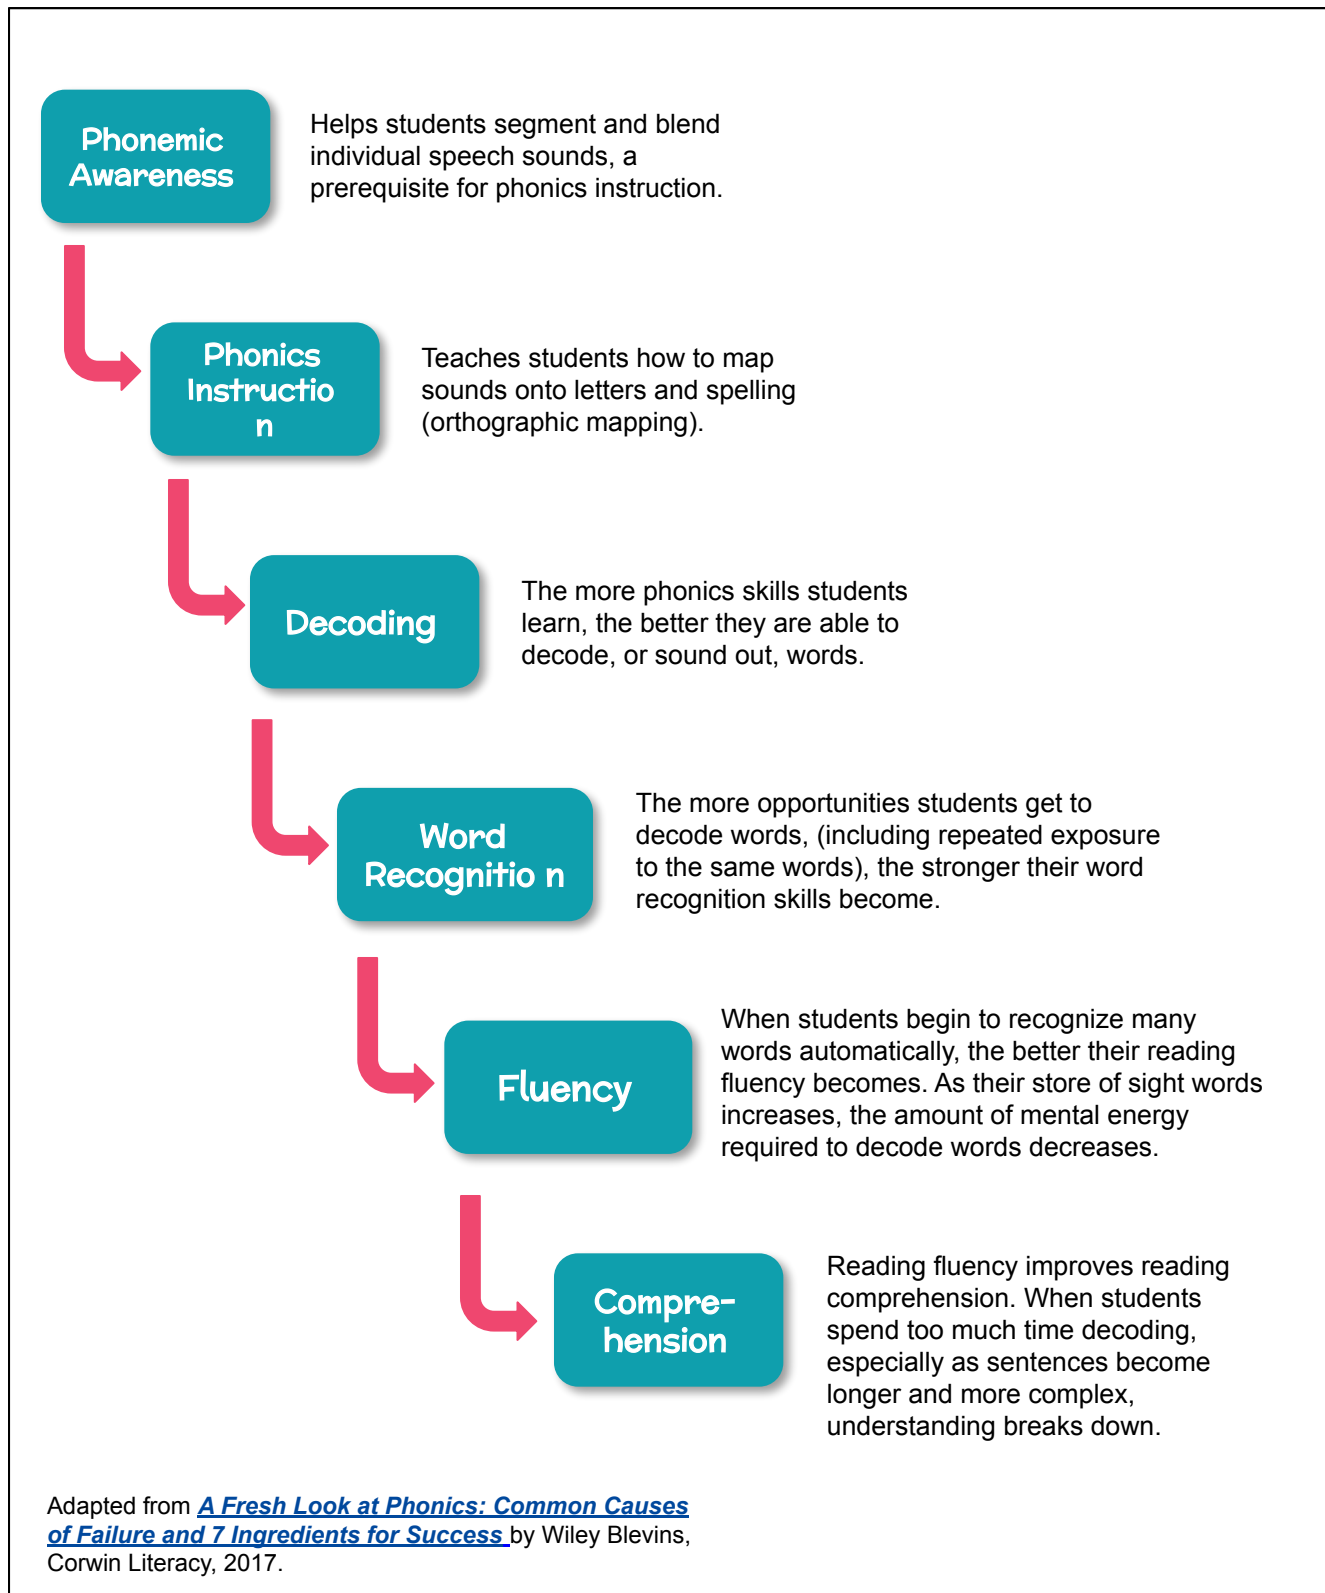 Phonemic
Awareness
Helps students segment and blend
individual speech sounds, a
prerequisite for phonics instruction.
Phonics
Instructio
n
Teaches students how to map
sounds onto letters and spelling
(orthographic mapping).
Decoding
The more phonics skills students
learn, the better they are able to
decode, or sound out, words.
Word
Recognitio n
The more opportunities students get to
decode words, (including repeated exposure
to the same words), the stronger their word
recognition skills become.
Fluency
When students begin to recognize many
words automatically, the better their reading
fluency becomes. As their store of sight words
increases, the amount of mental energy
required to decode words decreases.
Compre-
hension
Reading fluency improves reading
comprehension. When students
spend too much time decoding,
especially as sentences become
longer and more complex,
understanding breaks down.
Adapted from A Fresh Look at Phonics: Common Causes
of Failure and 7 Ingredients for Success by Wiley Blevins,
Corwin Literacy, 2017.